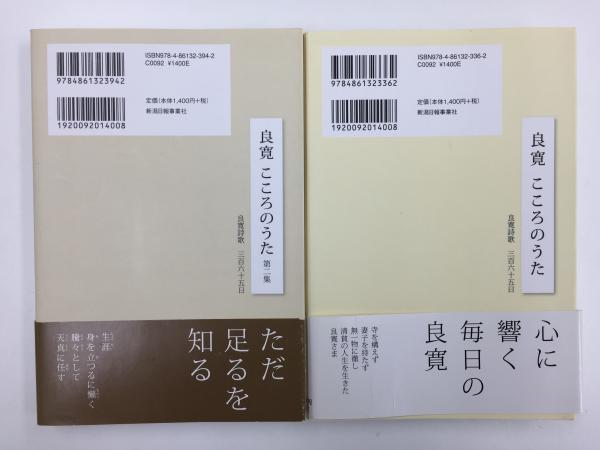 ISBN978-4-86132-394-2
C0092 ¥1400E
9784861323942
定価(本体1,400円+税)
新潟日報事業社
1920092014008
良寛 こころのうた 第二集
良寛詩歌 三百六十五日
ただ
足るを
知る
生涯
身を立つるに懶く
騰々として
天真に任す
ISBN978-4-86132-336-2
C0092 ¥1400E
9784861323362
定価(本体1,400円+税)
新潟日報事業社
1920092014008
良寛 こころのうた
良寛詩歌 三百六十五日
心に
響く
毎日の
良寛
寺を構えず
妻子を持たず
無一物に徹し
清貧の人生を生きた
良寛さま